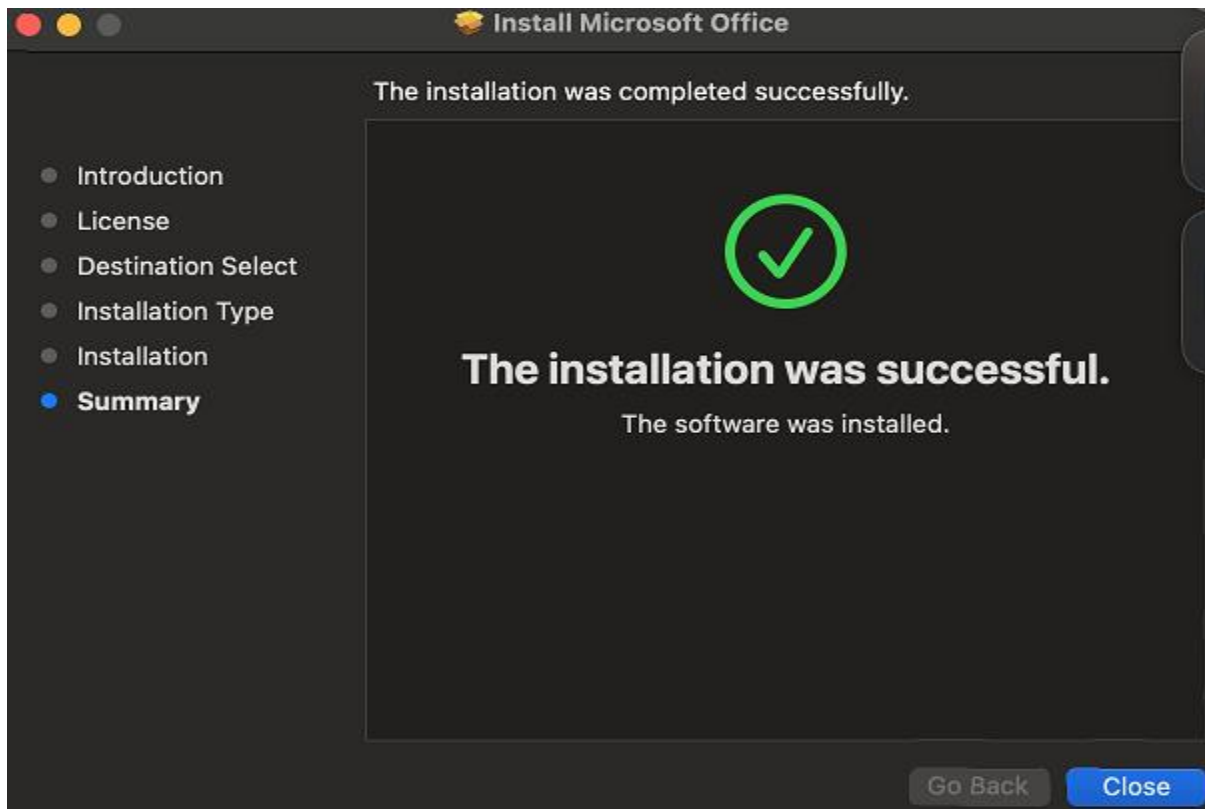 Install Microsoft Office
The installation was completed successfully.
Introduction
License
Destination Select
Installation Type
Installation
Summary
The installation was successful.
The software was installed.
Go Back
Close